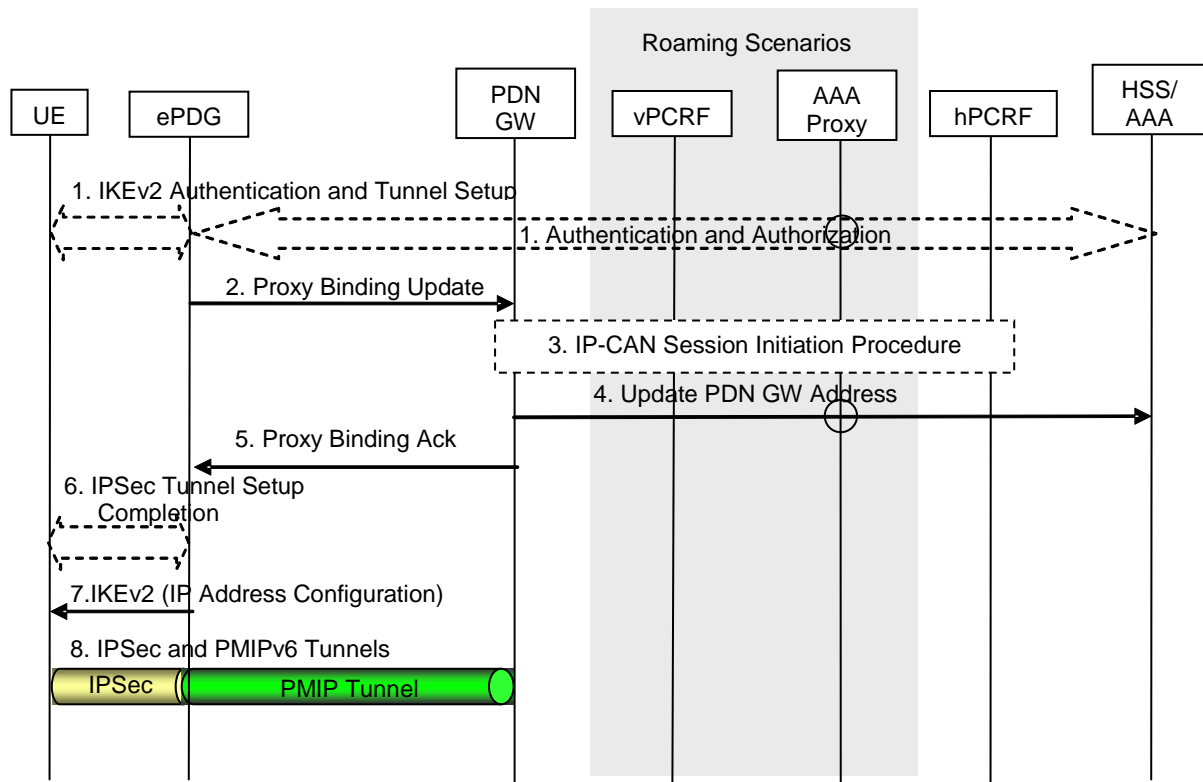 Roaming Scenarios
UE
ePDG
PDN
GW
vPCRF
AAA
Proxy
hPCRF
HSS/
AAA
1. IKEv2 Authentication and Tunnel Setup
1. Authentication and Authorization
2. Proxy Binding Update
3. IP-CAN Session Initiation Procedure
4. Update PDN GW Address
5. Proxy Binding Ack
6. IPSec Tunnel Setup
Completion
7.IKEv2 (IP Address Configuration)
8. IPSec and PMIPv6 Tunnels
IPSec
PMIP Tunnel